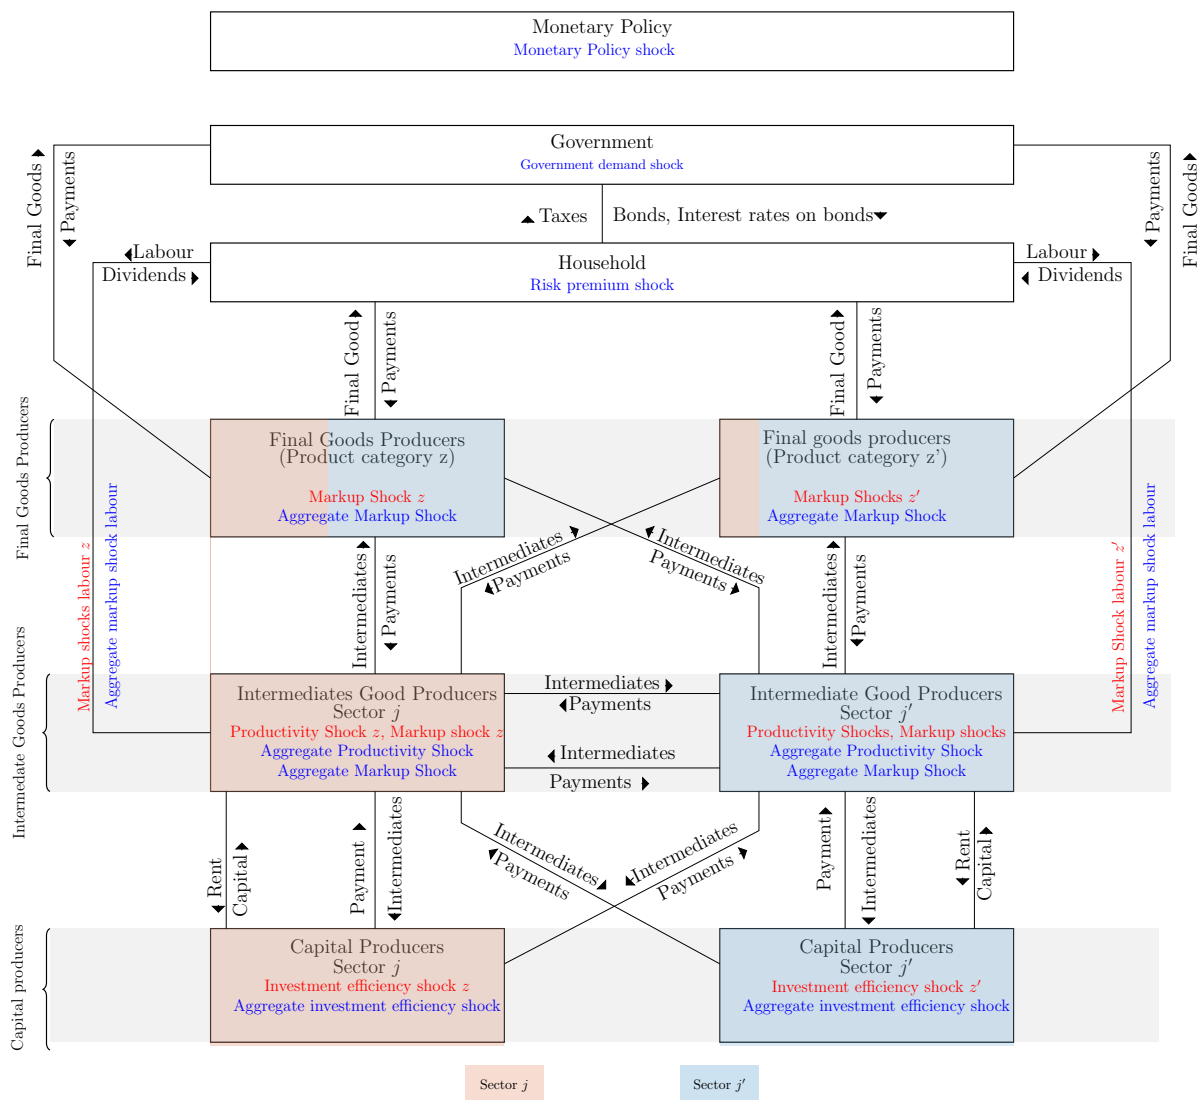 Monetary Policy
Monetary Policy shock
Government
Government demand shock
Final Goods
Payments
Payments
Final Goods
Taxes
Bonds, Interest rates on bonds
Labour
Dividends
Household
Risk premium shock
Labour
Dividends
Final Good
Payments
Final Good
Payments
Final Goods Producers
Final Goods Producers
(Product category z)
Markup Shock z
Aggregate Markup Shock
Final goods producers
(Product category z')
Markup Shocks z′
Aggregate Markup Shock
Markup shocks labour z
Aggregate markup shock labour
Intermediates
Payments
Intermediates
Payments
Intermediates
Payments
Intermediates
Payments
Markup Shock labour z′
Aggregate markup shock labour
Intermedate Goods Producers
Intermediates Good Producers
Sector j
Productivity Shock z, Markup shock z
Aggregate Productivity Shock
Aggregate Markup Shock
Intermediates
Payments
Intermediates
Payments
Intermediate Good Producers
Sector j′
Productivity Shocks, Markup shocks
Aggregate Productivity Shock
Aggregate Markup Shock
Rent
Capital
Payment
Intermediates
Intermediates
Payments
Intermediates
Payments
Payment
Intermediates
Rent
Capital
Capital producers
Capital Producers
Sector j
Investment efficiency shock z
Aggregate investment efficiency shock
Capital Producers
Sector j′
Investment efficiency shock z′
Aggregate investment efficiency shock
Sector j
Sector j′